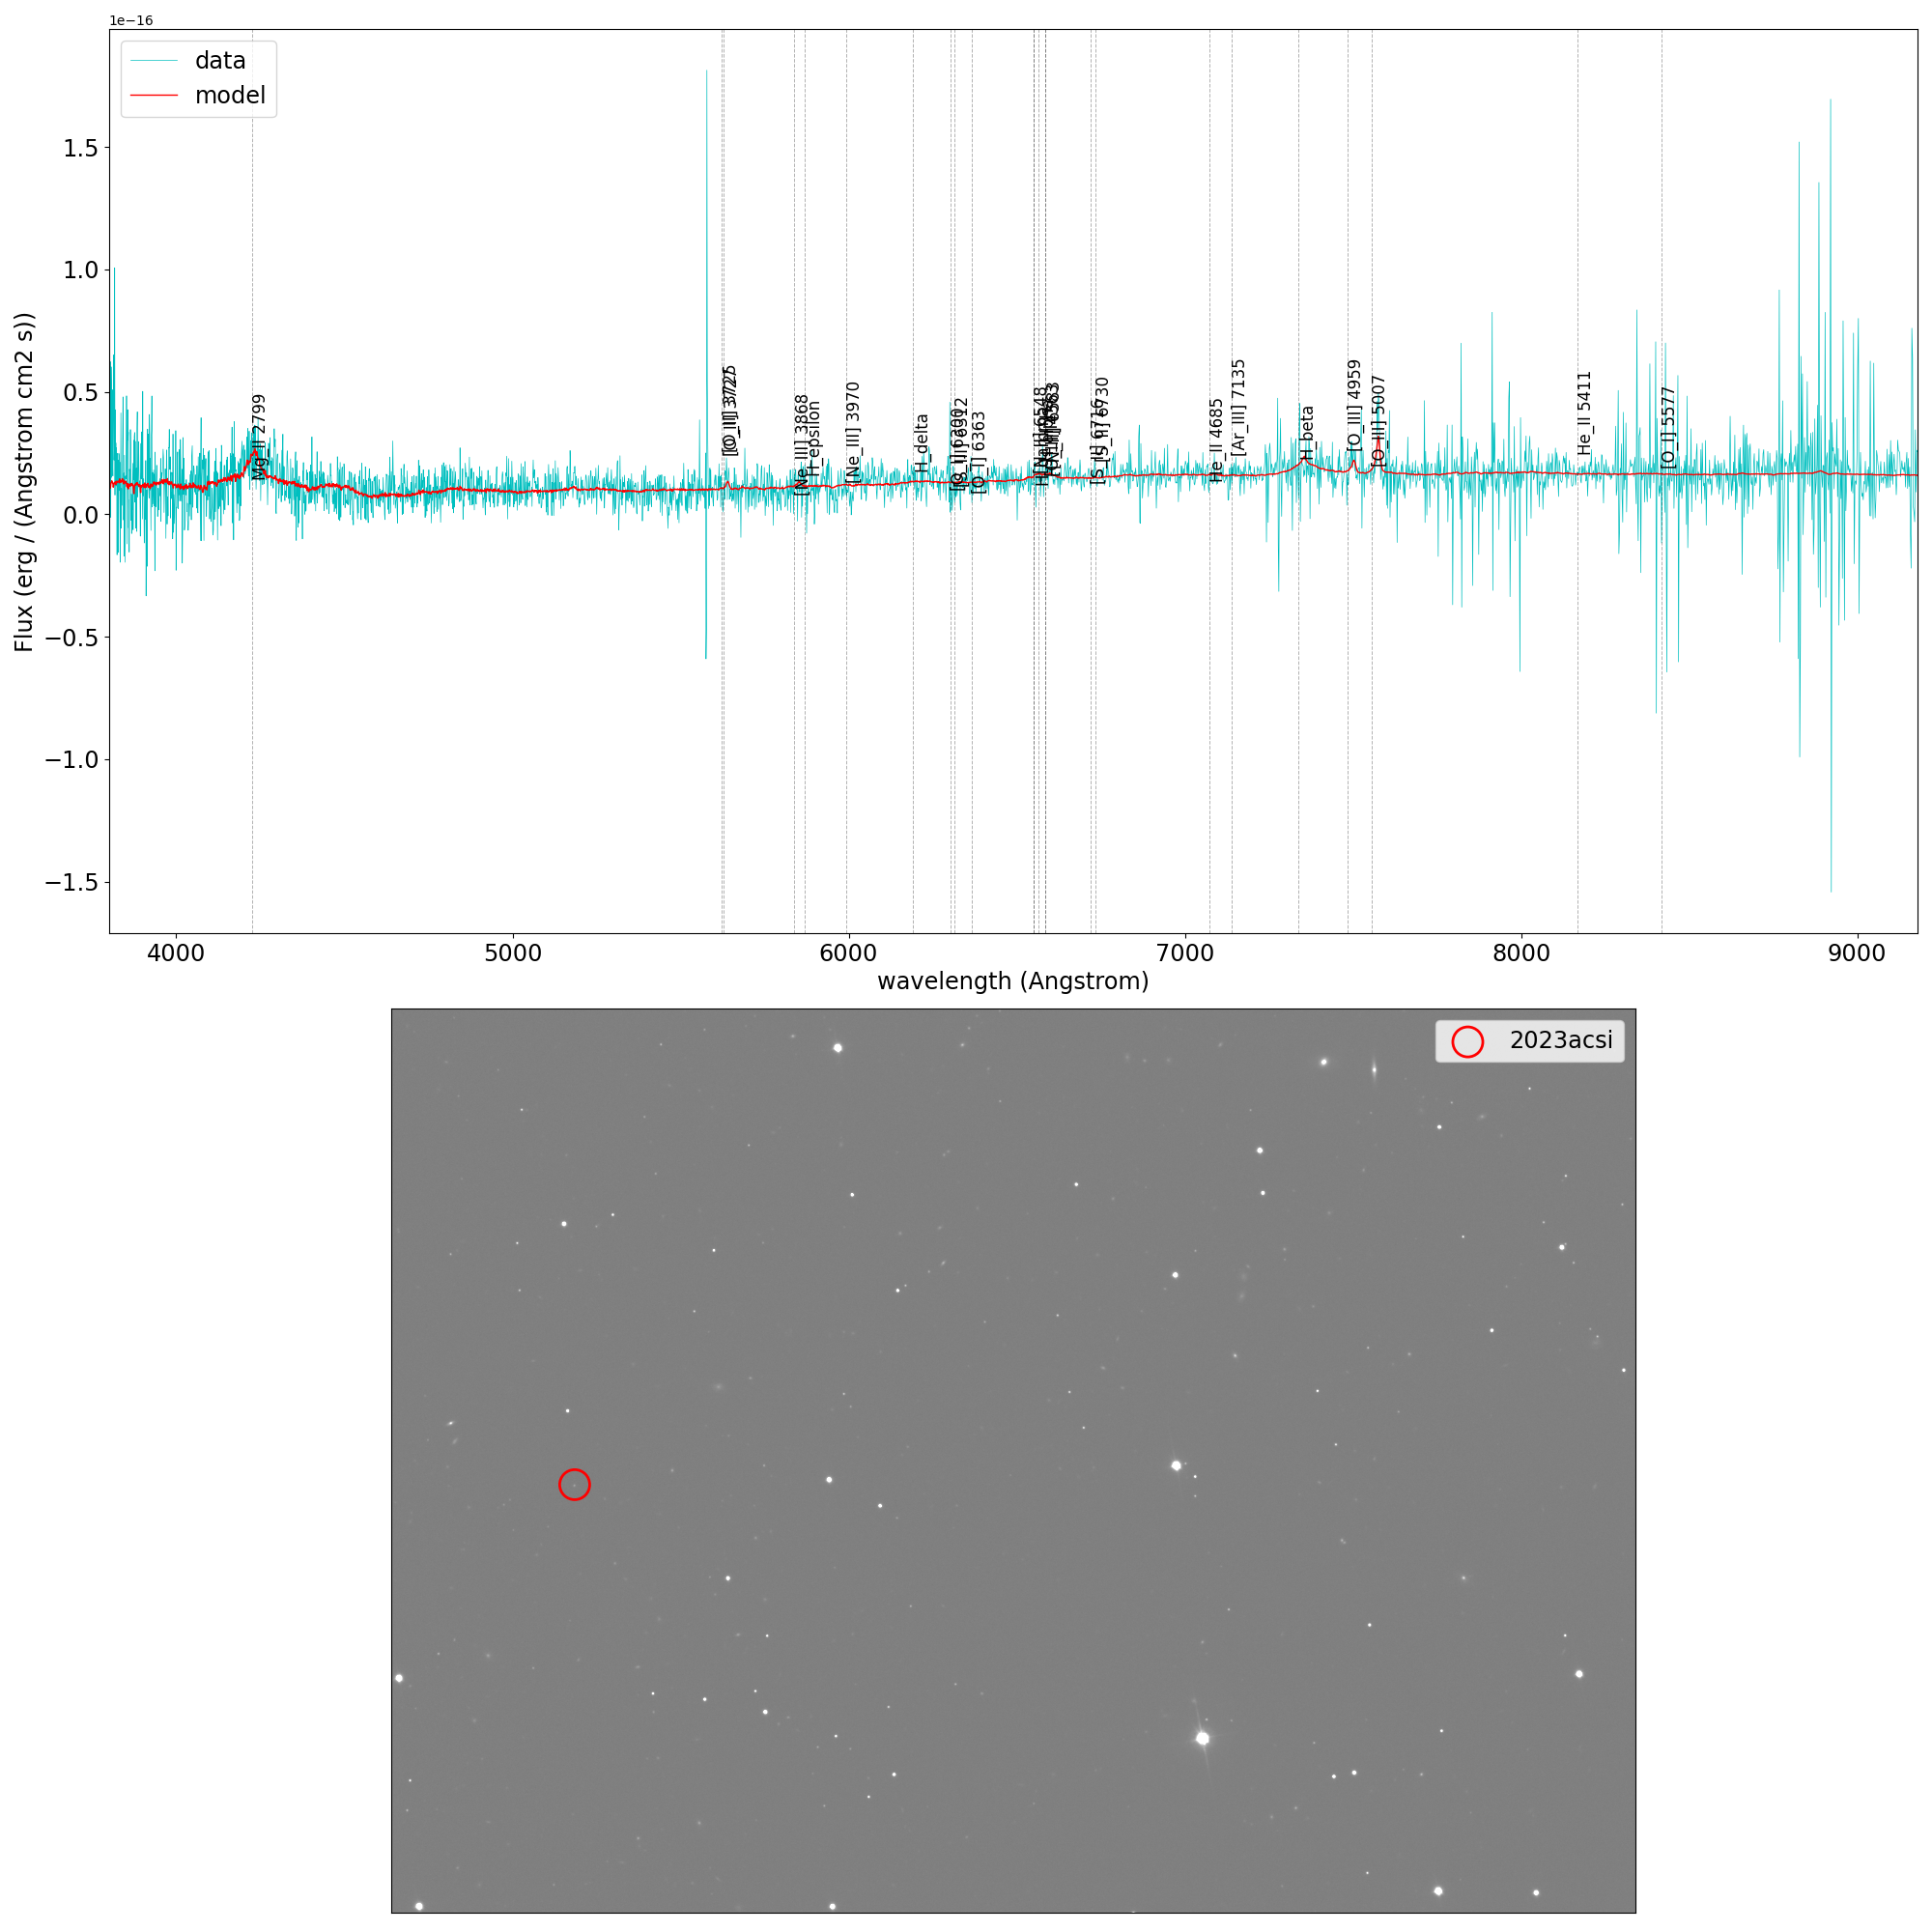 1e−16
data
model
1.5
1.0
0.5
0.0
−0.5
−1.0
−1.5
Flux (erg / (Angstrom cm2 s))
Mg_II 2799
3725
[Ne_III] 3868
H_epsilon
[Ne_III] 3970
H_delta
[O_I] 6363
[S_II] 6716
[S_II] 6730
He_II 4685
[Ar_III] 7135
H_beta
[O_III] 4959
[O_III] 5007
He_II 5411
[O_I] 5577
4000 5000 6000 7000 8000 9000
wavelength (Angstrom)
2023acsi